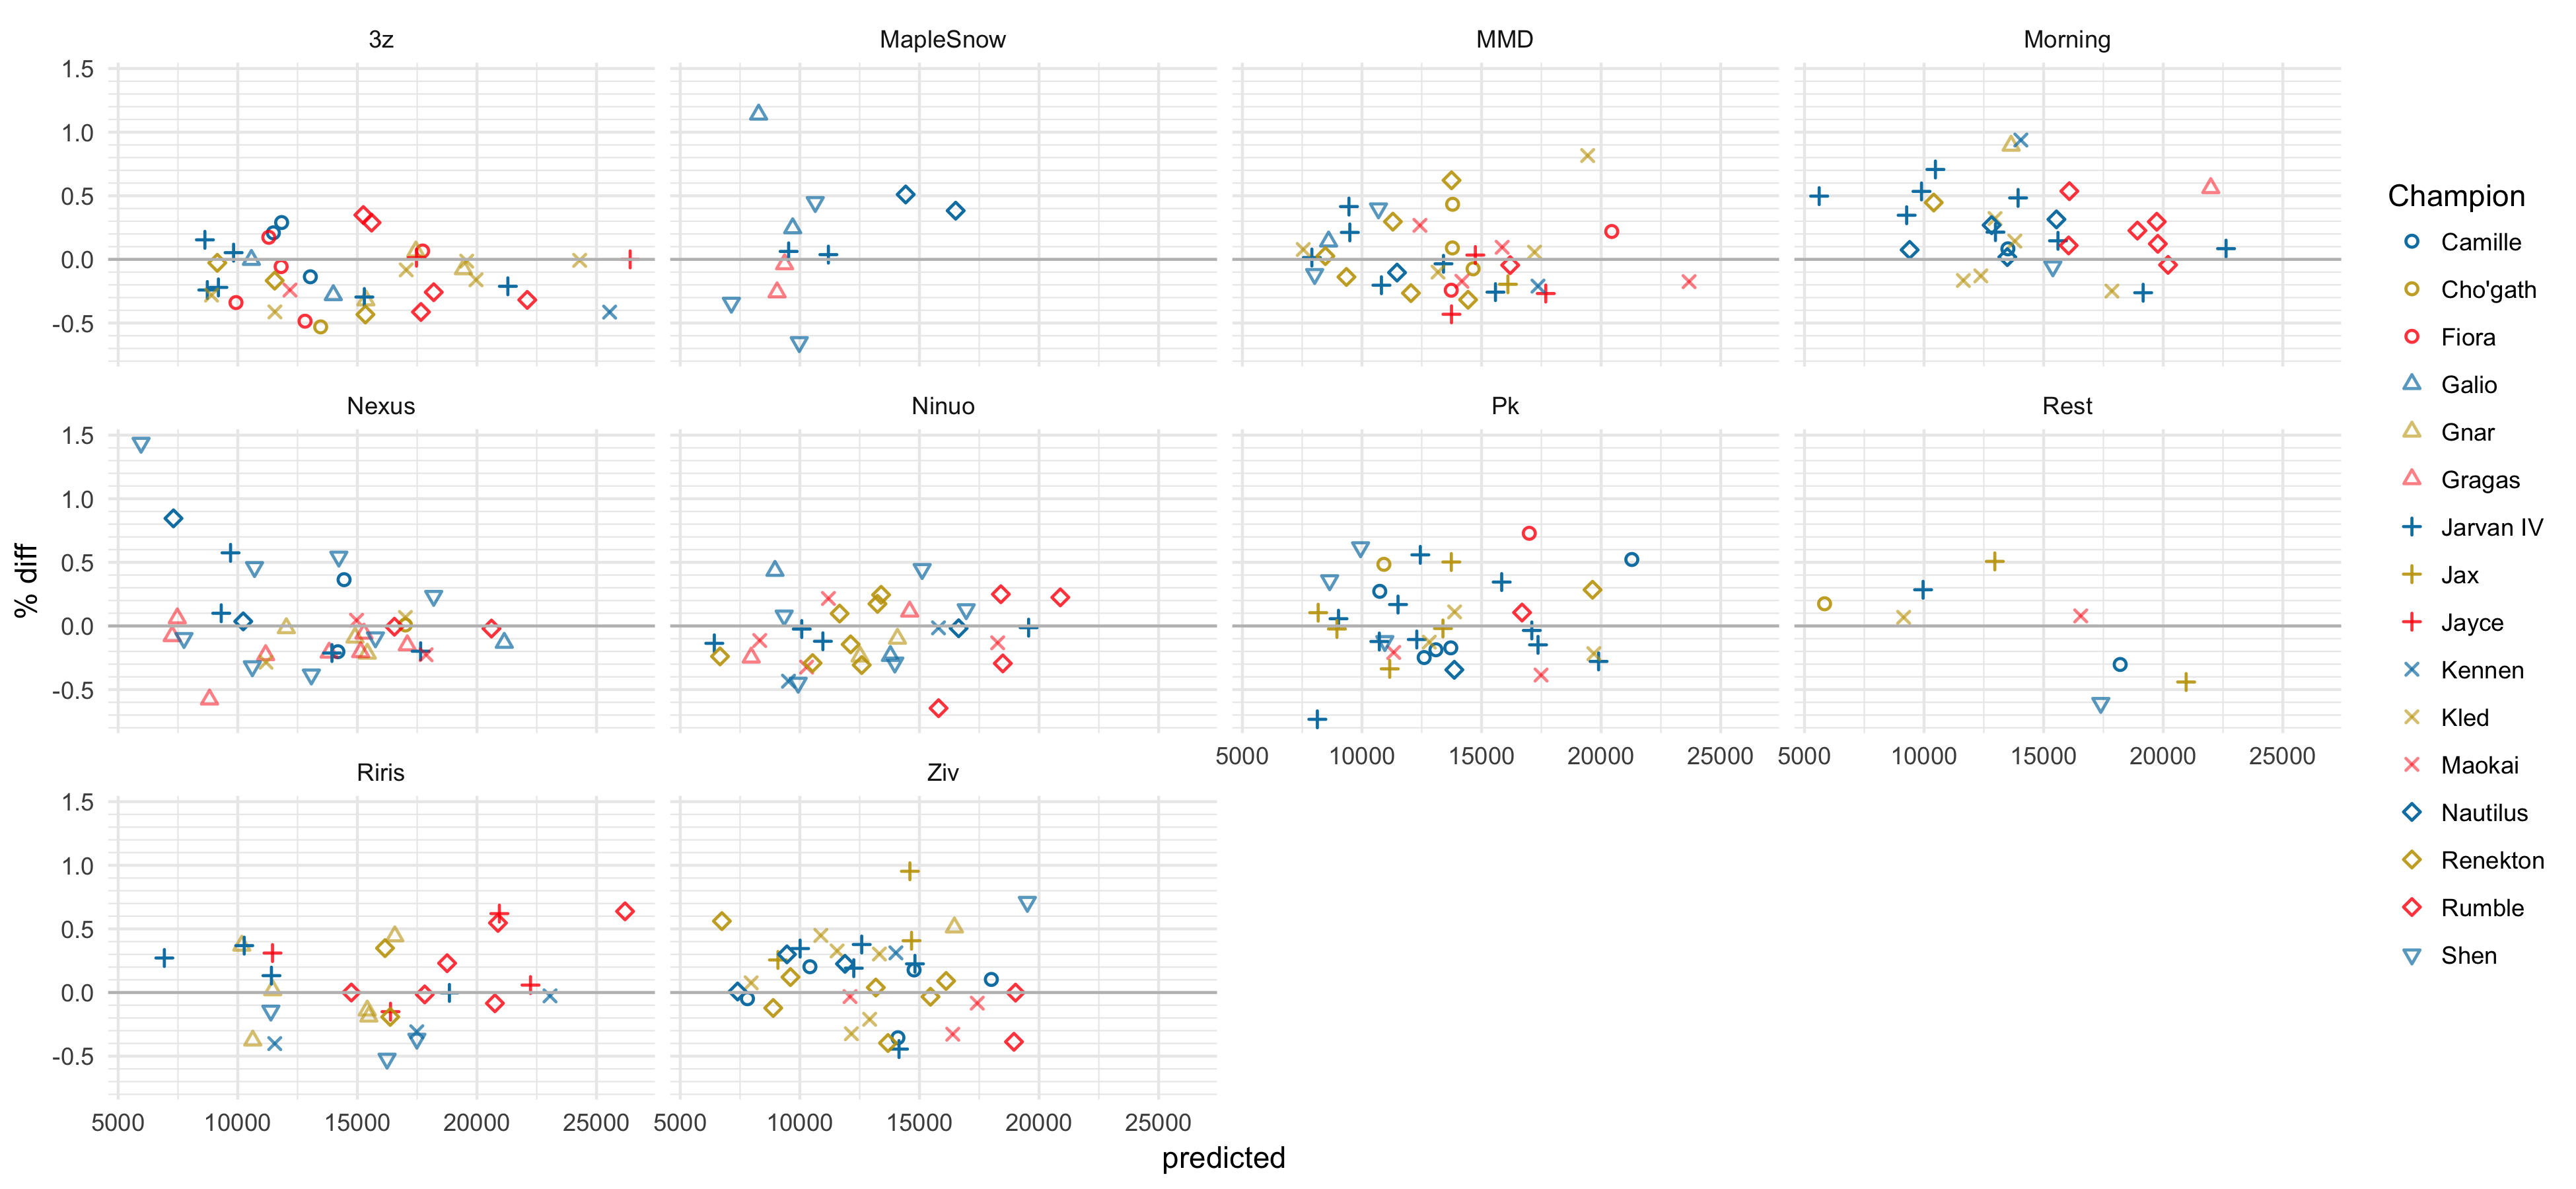 3z MapleSnow MMD Morning
1.5
1.0
0.5
0.0
-0.5
Nexus Ninuo Pk Rest
1.5
1.0
0.5
0.0
-0.5
5000 10000 15000 20000 25000 5000 10000 15000 20000 25000
Riris Ziv
1.5
1.0
0.5
0.0
-0.5
5000 10000 15000 20000 25000 5000 10000 15000 20000 25000
predicted
% diff
Champion
Camille
Cho'gath
Fiora
Galio
Gnar
Gragas
Jarvan IV
Jax
Jayce
Kennen
Kled
Maokai
Nautilus
Renekton
Rumble
Shen